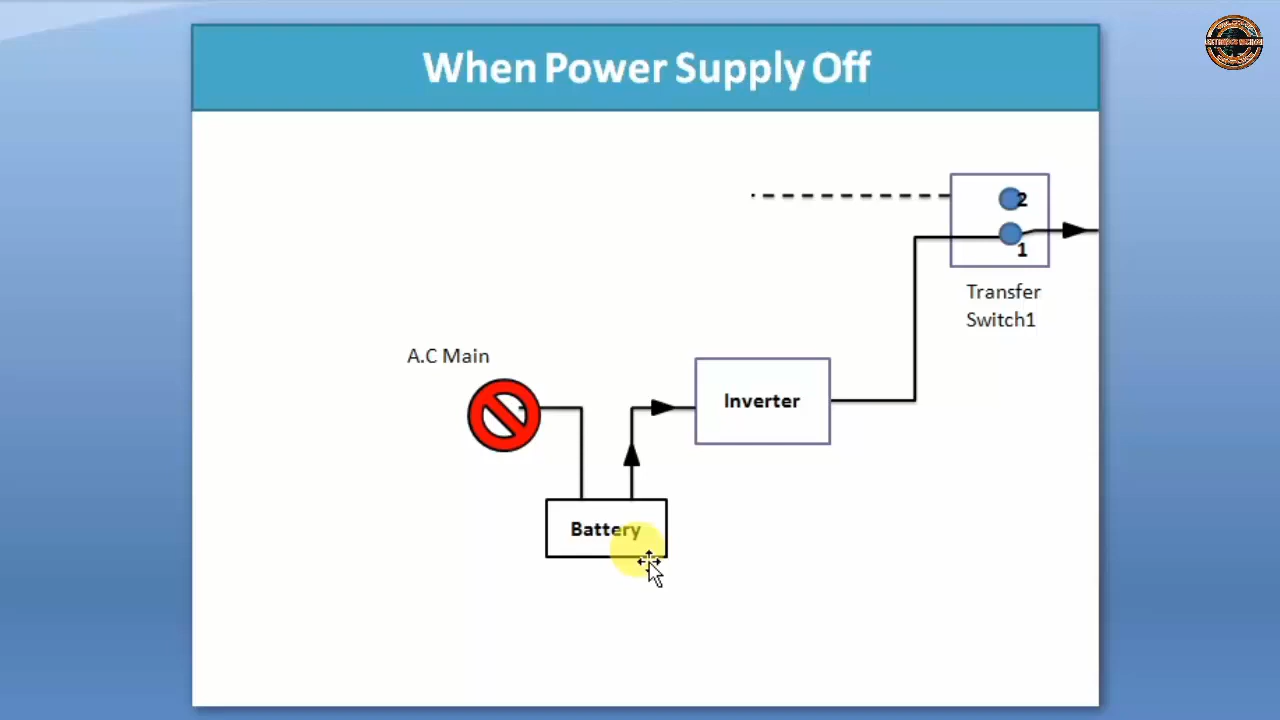 When Power Supply Off
2
1
Transfer
Switch1
A.C Main
Inverter
Battery